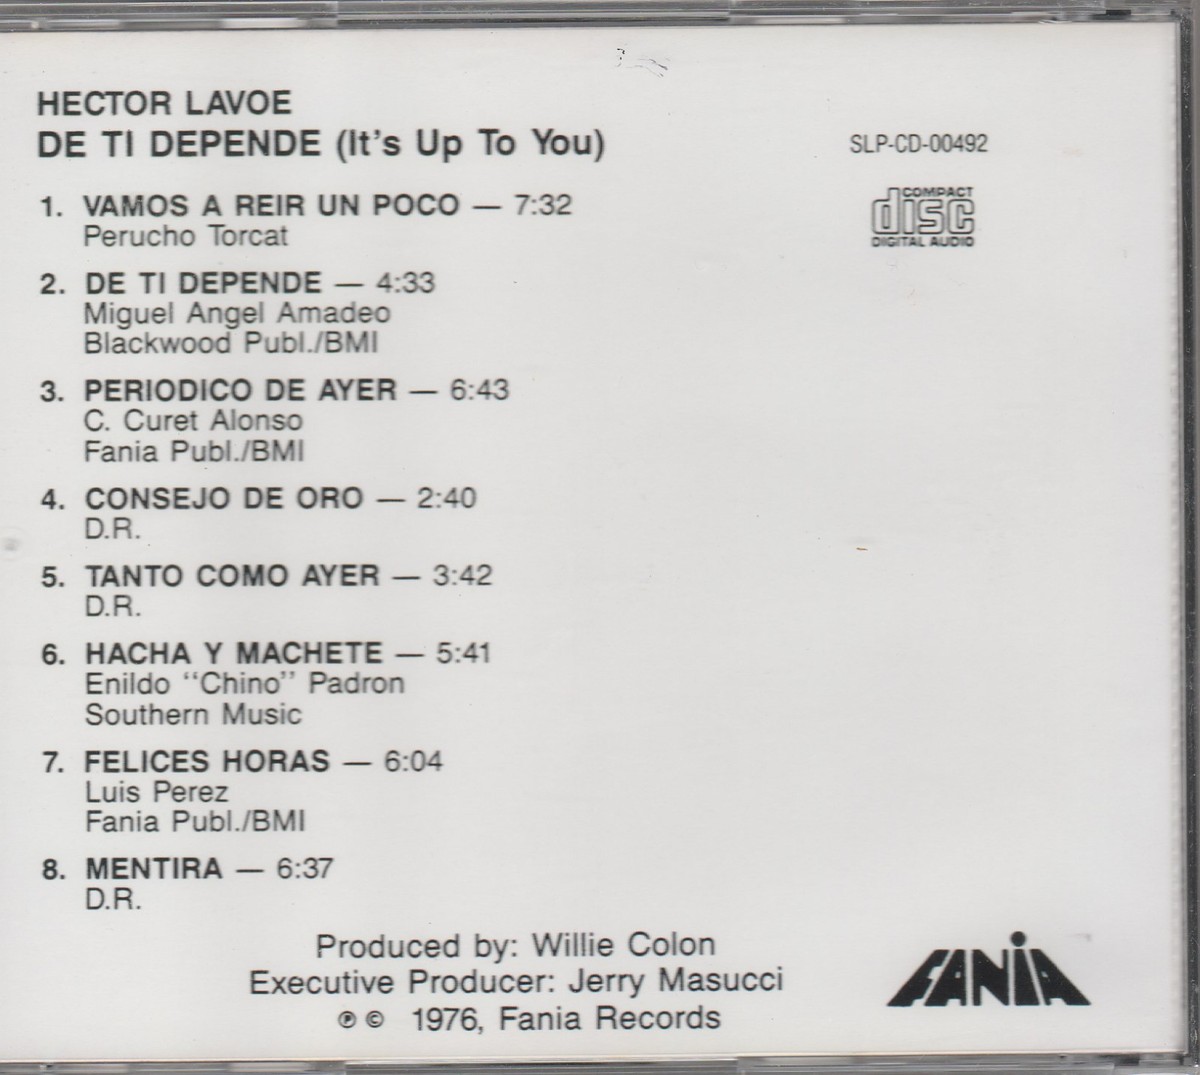 HECTOR LAVOE
DE TI DEPENDE (It's Up To You)
SLP-CD-00492
COMPACT
disc
DIGITAL AUDIO
1. VAMOS A REIR UN POCO — 7:32
Perucho Torcat
2. DE TI DEPENDE — 4:33
Miguel Angel Amadeo
Blackwood Publ./BMI
3. PERIODICO DE AYER — 6:43
C. Curet Alonso
Fania Publ./BMI
4. CONSEJO DE ORO — 2:40
D.R.
5. TANTO COMO AYER — 3:42
D.R.
6. HACHA Y MACHETE — 5:41
Enildo "Chino" Padron
Southern Music
7. FELICES HORAS — 6:04
Luis Perez
Fania Publ./BMI
8. MENTIRA — 6:37
D.R.
Produced by: Willie Colon
Executive Producer: Jerry Masucci
℗ © 1976, Fania Records
FANiA